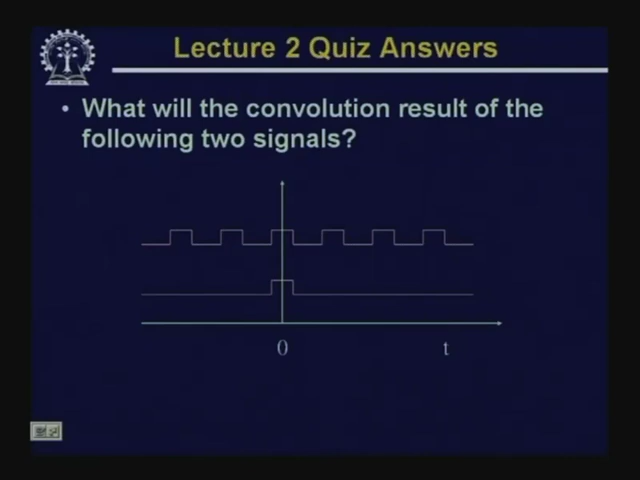 Lecture 2 Quiz Answers
• What will the convolution result of the
following two signals?
0 t